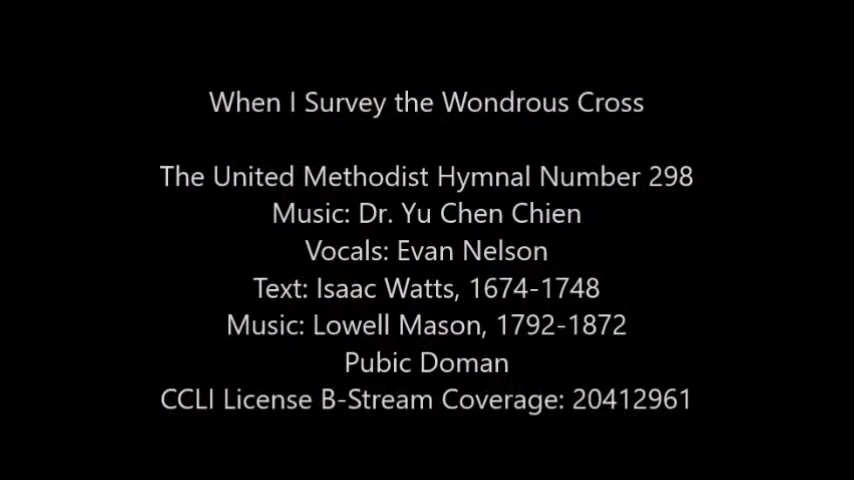 When I Survey the Wondrous Cross
The United Methodist Hymnal Number 298
Music: Dr. Yu Chen Chien
Vocals: Evan Nelson
Text: Isaac Watts, 1674-1748
Music: Lowell Mason, 1792-1872
Pubic Doman
CCLI License B-Stream Coverage: 20412961